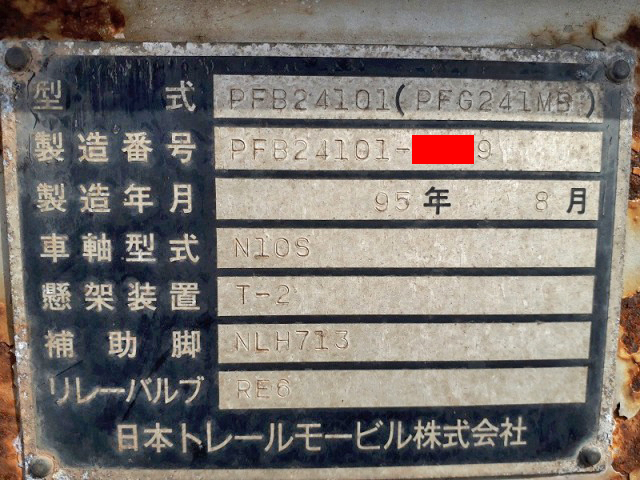 型式 PFB24101(PFG241MB)
製造番号 PFB24101-9
製造年月 95年 8月
車軸型式 N10S
懸架装置 T-2
補助脚 NLH713
リレーバルブ RE6
日本トレールモービル株式会社